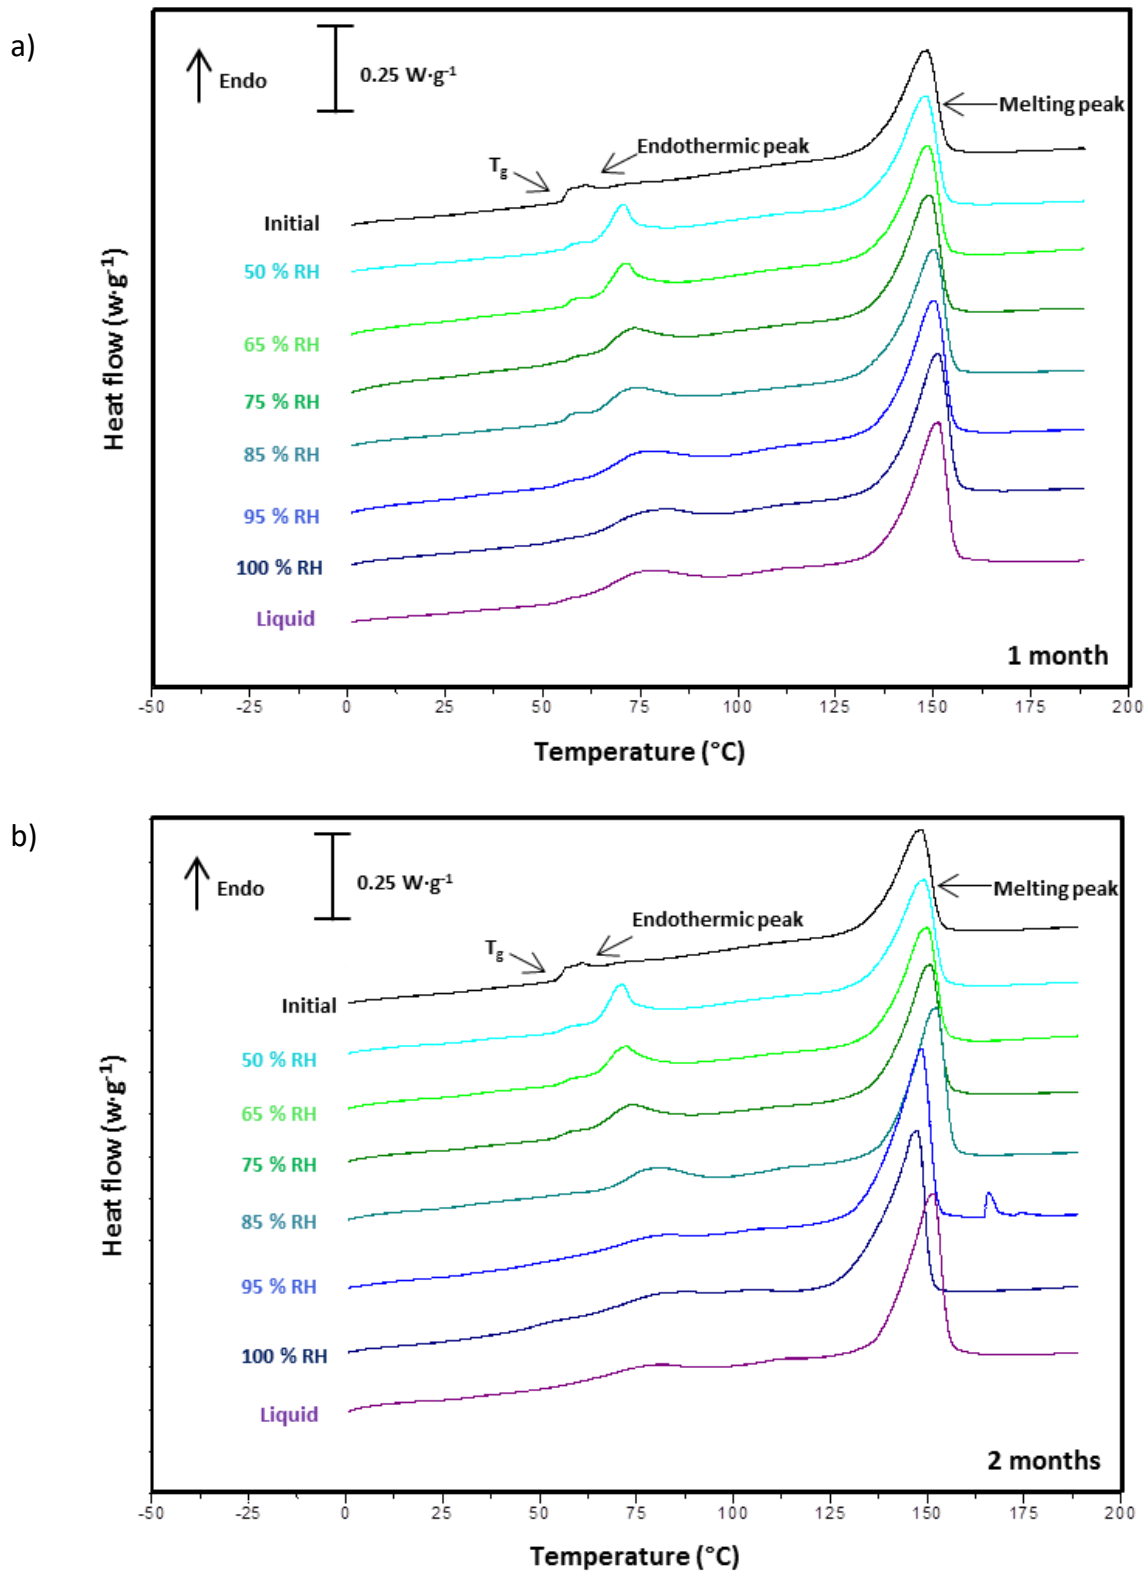 a)
Endo
0.25 W·g⁻¹
Melting peak
Endothermic peak
Tg
Initial
50 % RH
65 % RH
75 % RH
85 % RH
95 % RH
100 % RH
Liquid
Heat flow (w·g⁻¹)
1 month
-50 0 50 75 100 125 150 175 200
Temperature (°C)
b)
Endo
0.25 W·g⁻¹
Melting peak
Endothermic peak
Tg
Initial
50 % RH
65 % RH
75 % RH
85 % RH
95 % RH
100 % RH
Liquid
Heat flow (w·g⁻¹)
2 months
-50 -25 0 25 50 75 100 125 150 175 200
Temperature (°C)